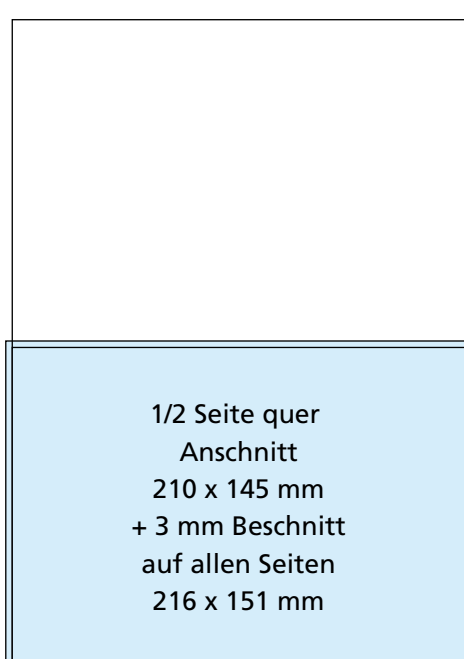 1/2 Seite quer
Anschnitt
210 x 145 mm
+ 3 mm Beschnitt
auf allen Seiten
216 x 151 mm